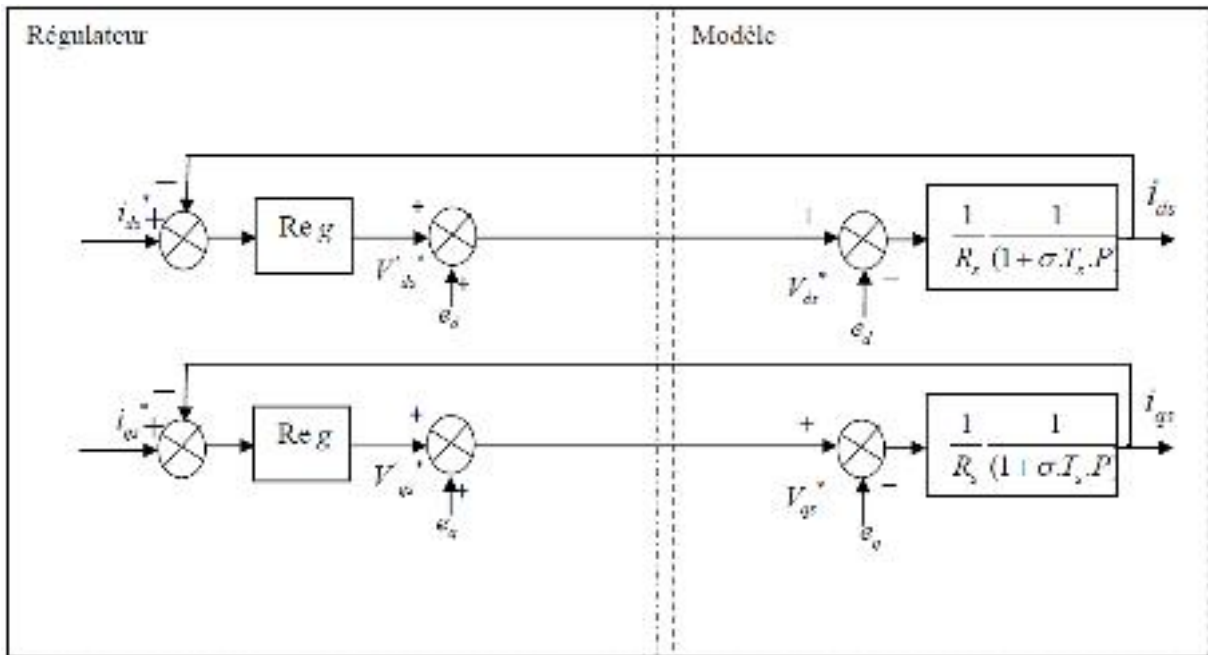 Régulateur
Modèle
−
i_ds*
+
Reg
+
V'_ds*
+
e_d
+
V_ds*
−
e_d
1/R_s 1/(1+σ.T_s.P
i_ds
−
i_qs*
+
Reg
+
V'_qs*
+
e_q
+
V_qs*
−
e_q
1/R_s 1/(1+σ.T_s.P
i_qs